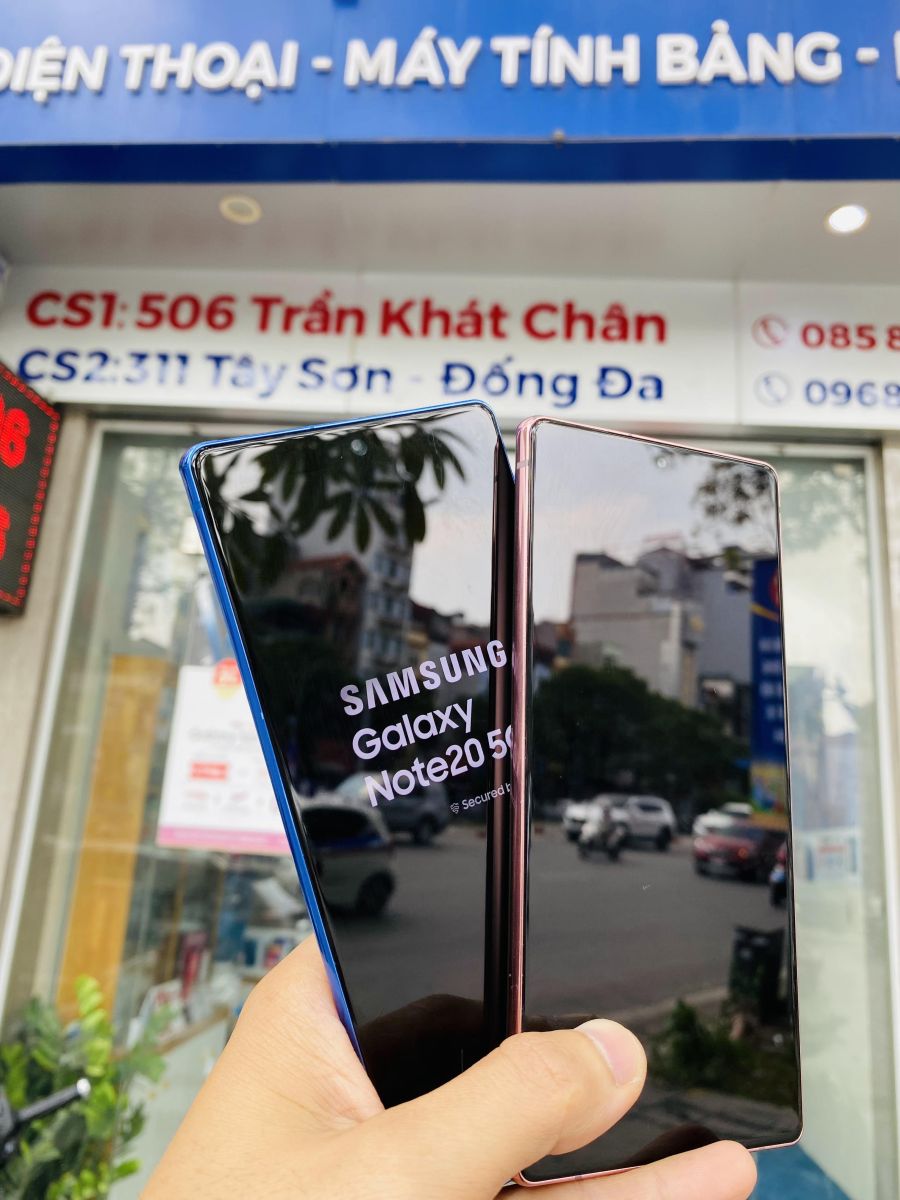 ĐIỆN THOẠI - MÁY TÍNH BẢNG -
CS1: 506 Trần Khát Chân
085 8
CS2:311 Tây Sơn - Đống Đa
0968
SAMSUNG
Galaxy
Note20 5G
Secured